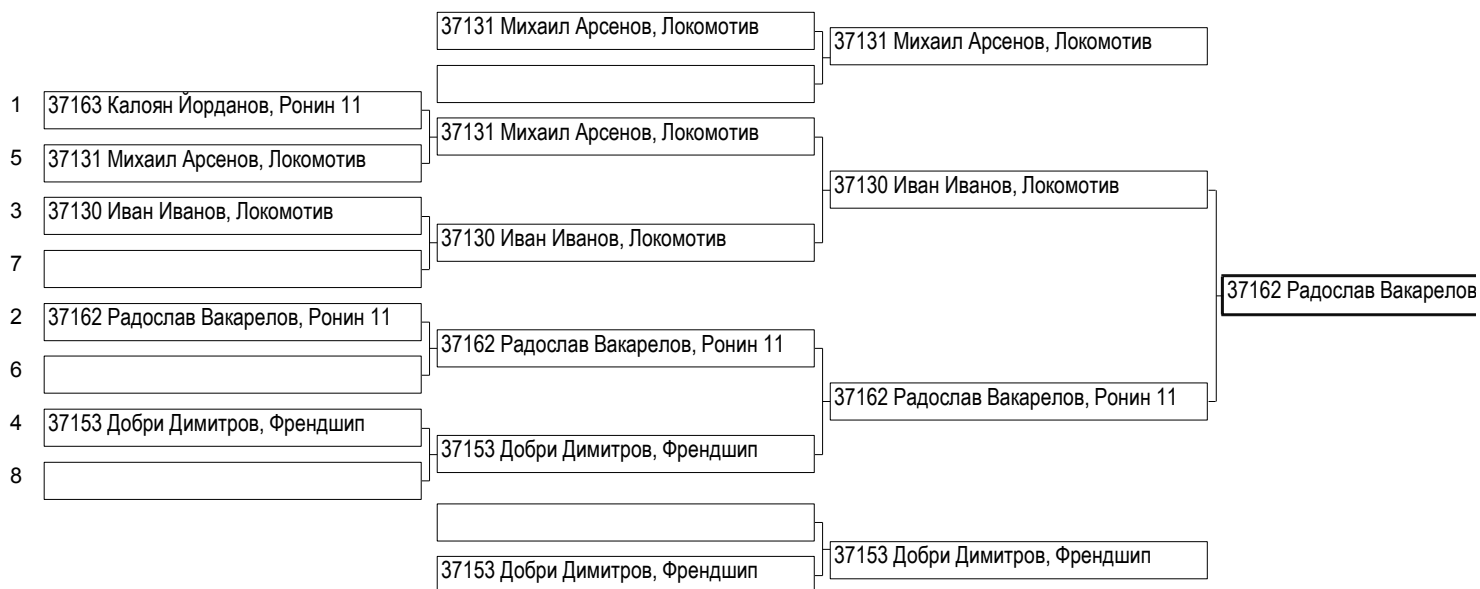 37131 Михаил Арсенов, Локомотив
37131 Михаил Арсенов, Локомотив
1 37163 Калоян Йорданов, Ронин 11
37131 Михаил Арсенов, Локомотив
5 37131 Михаил Арсенов, Локомотив
37130 Иван Иванов, Локомотив
3 37130 Иван Иванов, Локомотив
37130 Иван Иванов, Локомотив
7
37162 Радослав Вакарелов
2 37162 Радослав Вакарелов, Ронин 11
37162 Радослав Вакарелов, Ронин 11
6
37162 Радослав Вакарелов, Ронин 11
4 37153 Добри Димитров, Френдшип
37153 Добри Димитров, Френдшип
8
37153 Добри Димитров, Френдшип
37153 Добри Димитров, Френдшип